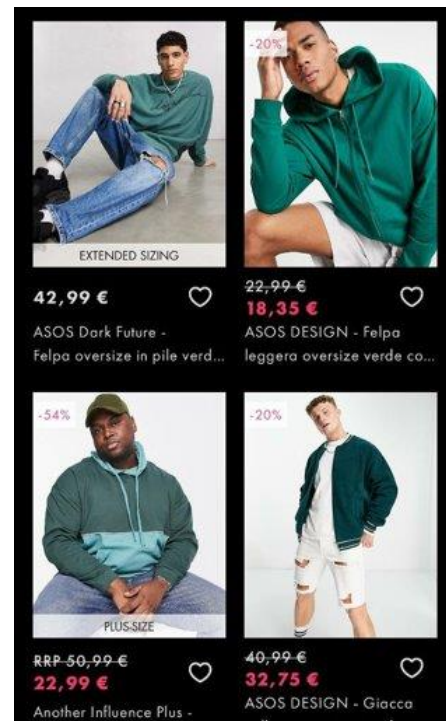 -20%
EXTENDED SIZING
42,99 €
22,99 €
18,35 €
ASOS Dark Future -
Felpa oversize in pile verd...
ASOS DESIGN - Felpa
leggera oversize verde co...
-54%
-20%
PLUS-SIZE
RRP 50,99 €
22,99 €
40,99 €
32,75 €
Another Influence Plus -
ASOS DESIGN - Giacca